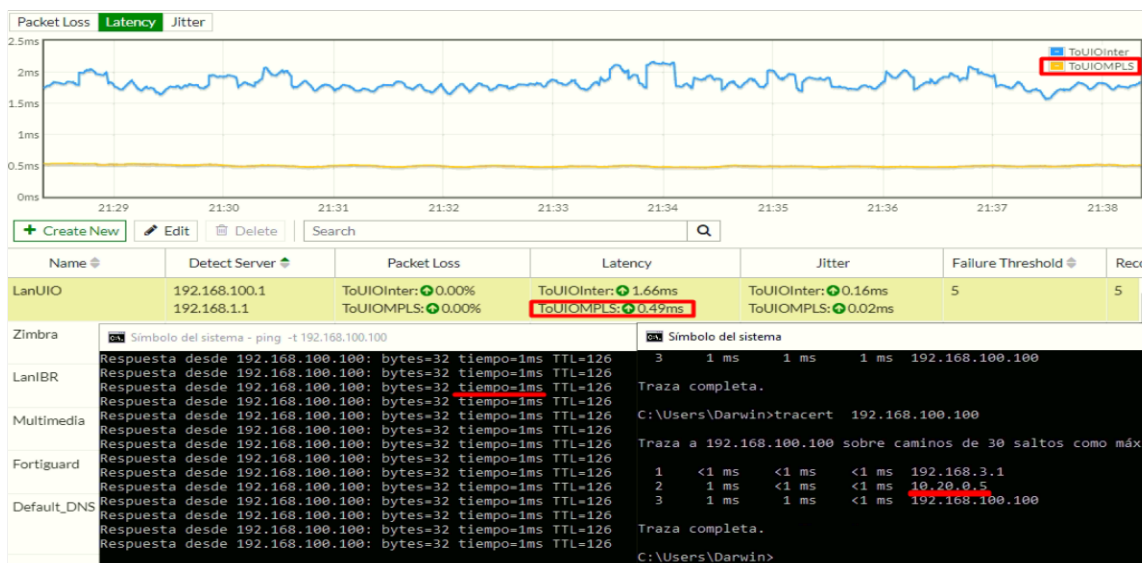 Packet Loss Latency Jitter
2.5ms
2ms
1.5ms
1ms
0.5ms
0ms
ToUIOInter
ToUIOMPLS
21:29 21:30 21:31 21:32 21:33 21:34 21:35 21:36 21:37 21:38
+ Create New Edit Delete Search
Name Detect Server Packet Loss Latency Jitter Failure Threshold
LanUIO 192.168.100.1 ToUIOInter: 0.00% ToUIOInter: 1.66ms ToUIOInter: 0.16ms 5 5
192.168.1.1 ToUIOMPLS: 0.00% ToUIOMPLS: 0.49ms ToUIOMPLS: 0.02ms
Zimbra
LanIBR
Multimedia
Fortiguard
Default_DNS
Símbolo del sistema - ping -t 192.168.100.100
Respuesta desde 192.168.100.100: bytes=32 tiempo=1ms TTL=126
Respuesta desde 192.168.100.100: bytes=32 tiempo=1ms TTL=126
Respuesta desde 192.168.100.100: bytes=32 tiempo=1ms TTL=126
Respuesta desde 192.168.100.100: bytes=32 tiempo=1ms TTL=126
Respuesta desde 192.168.100.100: bytes=32 tiempo=1ms TTL=126
Respuesta desde 192.168.100.100: bytes=32 tiempo=1ms TTL=126
Respuesta desde 192.168.100.100: bytes=32 tiempo=1ms TTL=126
Respuesta desde 192.168.100.100: bytes=32 tiempo=1ms TTL=126
Respuesta desde 192.168.100.100: bytes=32 tiempo=1ms TTL=126
Respuesta desde 192.168.100.100: bytes=32 tiempo=1ms TTL=126
Respuesta desde 192.168.100.100: bytes=32 tiempo=1ms TTL=126
Respuesta desde 192.168.100.100: bytes=32 tiempo=1ms TTL=126
Respuesta desde 192.168.100.100: bytes=32 tiempo=1ms TTL=126
Respuesta desde 192.168.100.100: bytes=32 tiempo=1ms TTL=126
Símbolo del sistema
3 1 ms 1 ms 1 ms 192.168.100.100
Traza completa.
C:\Users\Darwin>tracert 192.168.100.100
Traza a 192.168.100.100 sobre caminos de 30 saltos como
1 <1 ms <1 ms <1 ms 192.168.3.1
2 1 ms <1 ms <1 ms 10.20.0.5
3 1 ms 1 ms <1 ms 192.168.100.100
Traza completa.
C:\Users\Darwin>